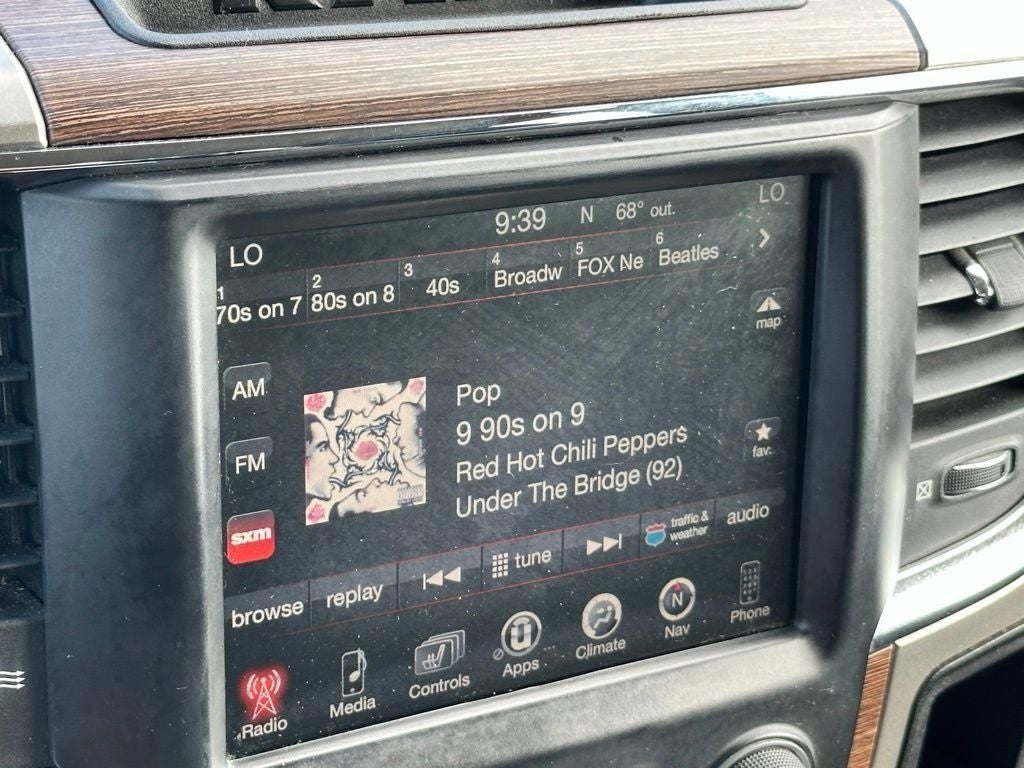 LO 9:39 N 68° out. LO
1 70s on 7 2 80s on 8 3 40s 4 Broadw 5 FOX Ne 6 Beatles
map
AM
Pop
9 90s on 9
FM
Red Hot Chili Peppers
fav.
Under The Bridge (92)
sxm
browse replay tune traffic & weather audio
Radio Media Controls Apps Climate N Nav Phone